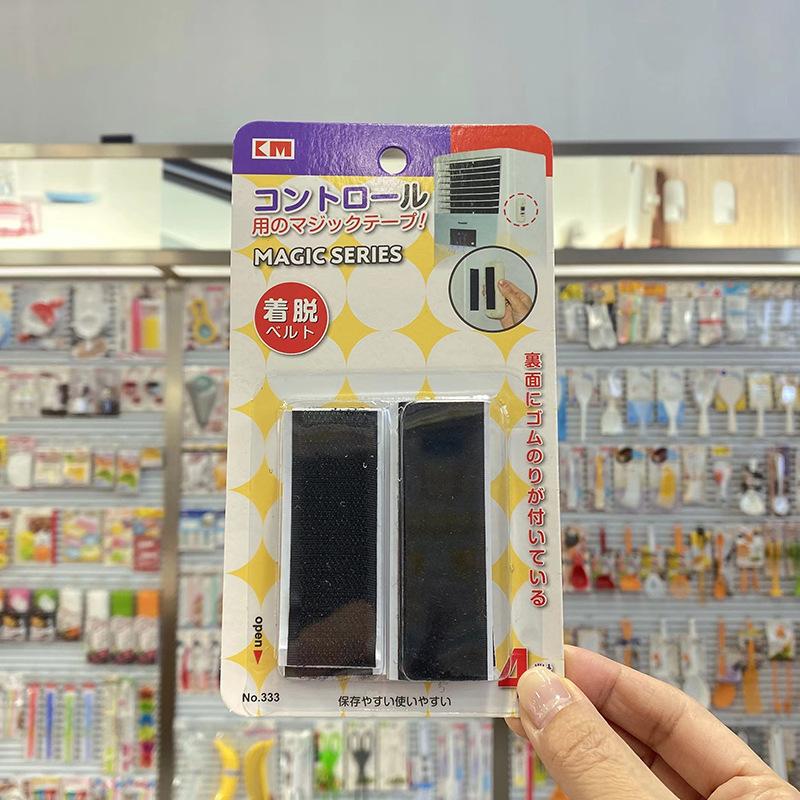 KM
コントロール
用のマジックテープ!
MAGIC SERIES
着脱
ベルト
裏面にゴムのりが付いている
open
No.333
保存やすい使いやすい